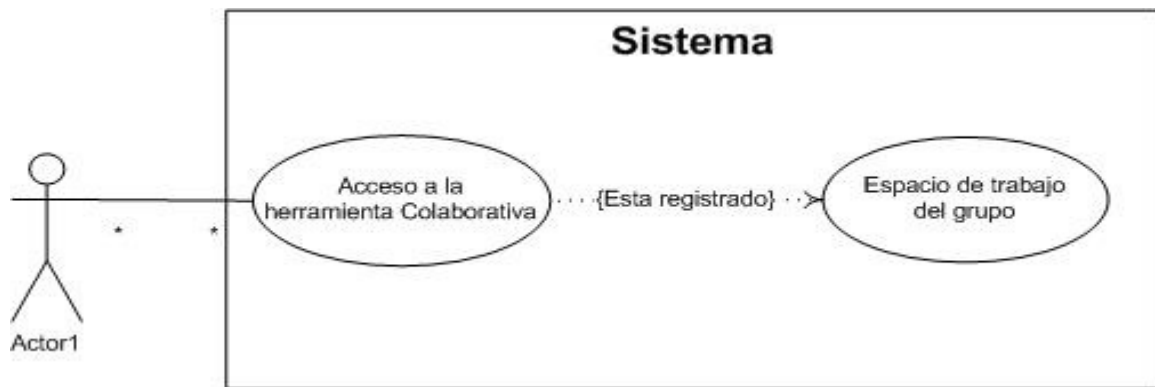 Sistema
Acceso a la
herramienta Colaborativa
{Esta registrado}
Espacio de trabajo
del grupo
* *
Actor1